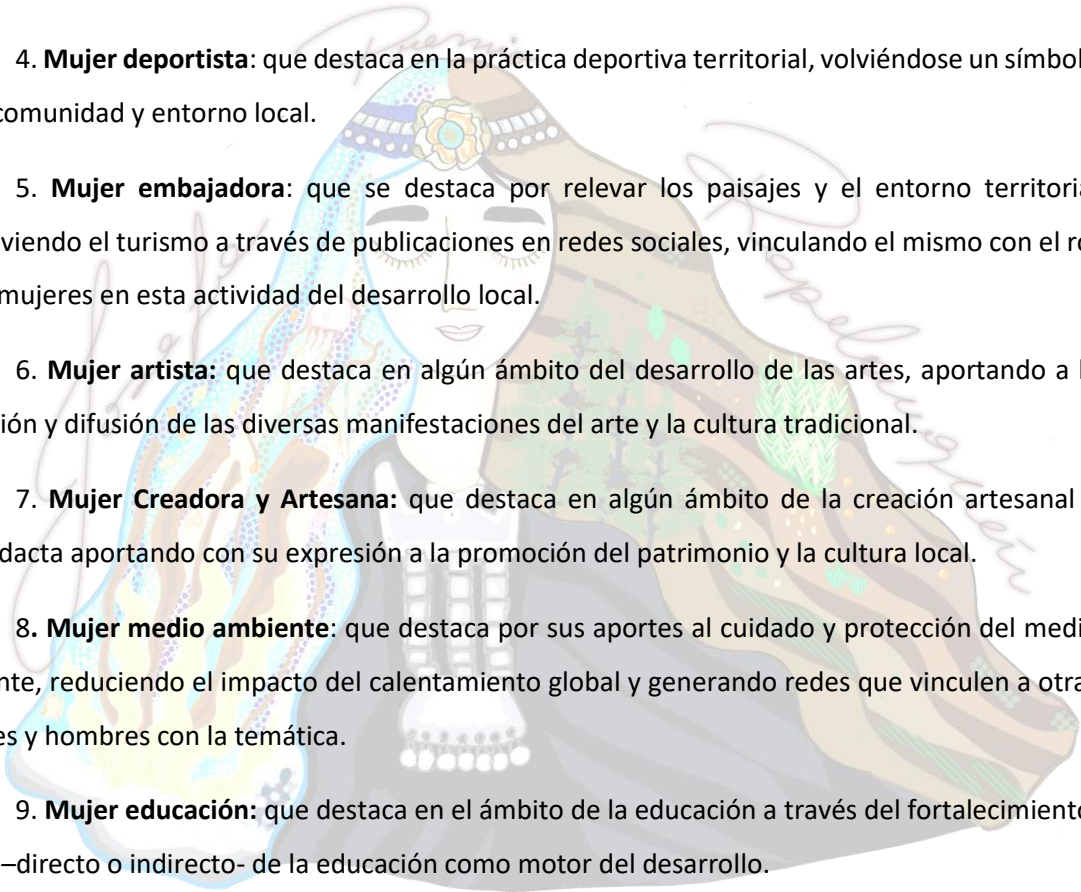 Premio
4. Mujer deportista: que destaca en la práctica deportiva territorial, volviéndose un símbol
comunidad y entorno local.
5. Mujer embajadora: que se destaca por relevar los paisajes y el entorno territoria
viendo el turismo a través de publicaciones en redes sociales, vinculando el mismo con el ro
mujeres en esta actividad del desarrollo local.
6. Mujer artista: que destaca en algún ámbito del desarrollo de las artes, aportando a l
ión y difusión de las diversas manifestaciones del arte y la cultura tradicional.
7. Mujer Creadora y Artesana: que destaca en algún ámbito de la creación artesanal
dacta aportando con su expresión a la promoción del patrimonio y la cultura local.
8. Mujer medio ambiente: que destaca por sus aportes al cuidado y protección del medi
nte, reduciendo el impacto del calentamiento global y generando redes que vinculen a otra
es y hombres con la temática.
9. Mujer educación: que destaca en el ámbito de la educación a través del fortalecimiento
–directo o indirecto- de la educación como motor del desarrollo.